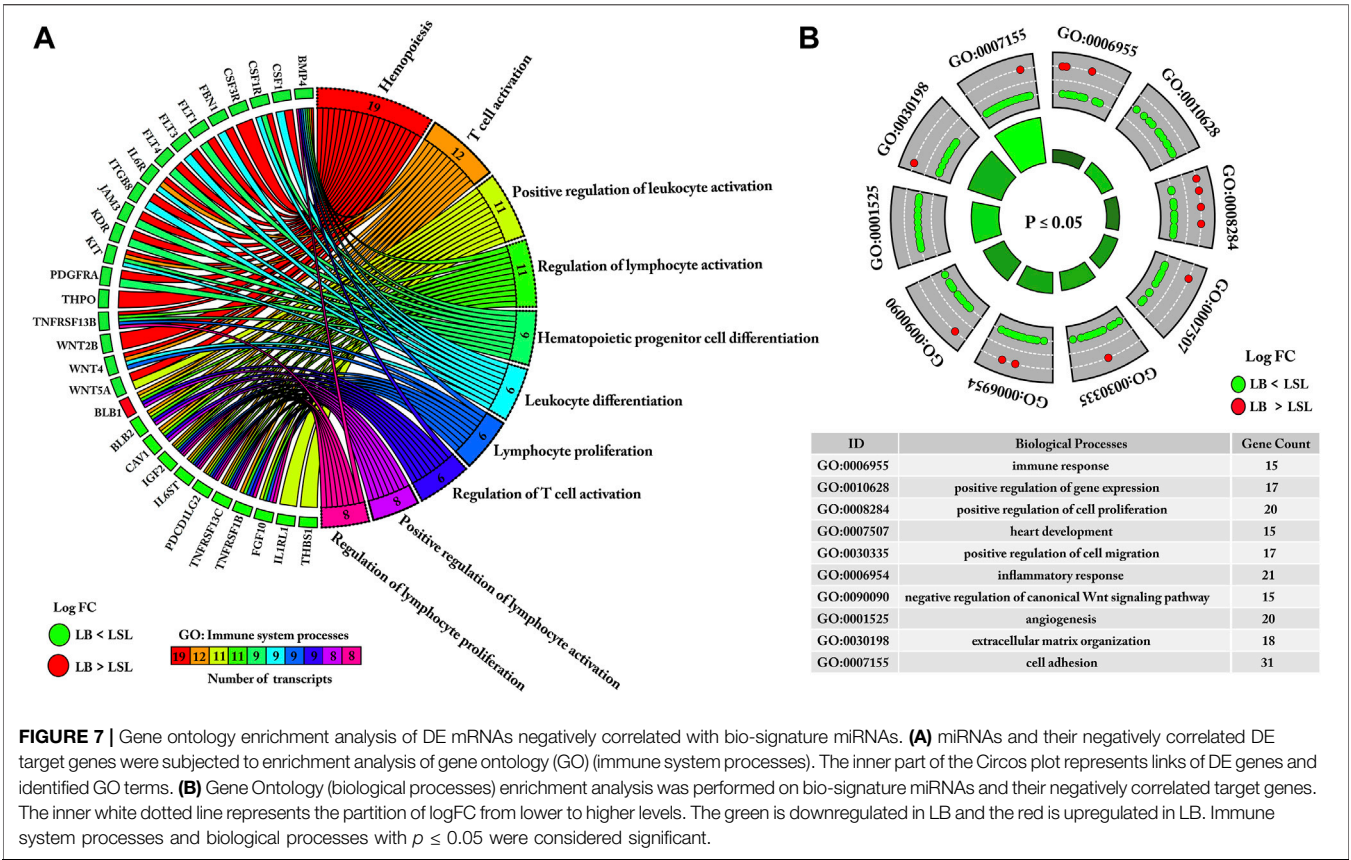 A
BMP4
CSF1
CSF1R
CSF3R
FBN1
FLT1
FLT3
FLT4
IL6R
ITGB8
JAM3
KDR
KIT
PDGFRA
THPO
TNFRSF13B
WNT2B
WNT4
WNT5A
BLB1
BLB2
CAV1
IGF2
IL6ST
PDCD1LG2
TNFRSF13C
TNFRSF1B
FGF10
IL1RL1
THBS1
Hemopoiesis
19
T cell activation
12
Positive regulation of leukocyte activation
11
Regulation of lymphocyte activation
11
Hematopoietic progenitor cell differentiation
9
Leukocyte differentiation
9
Lymphocyte proliferation
9
Regulation of T cell activation
9
Positive regulation of lymphocyte activation
8
Regulation of lymphocyte proliferation
8
Log FC
LB < LSL
LB > LSL
GO: Immune system processes
19 12 11 11 9 9 9 9 8 8
Number of transcripts
B
GO:0006955
GO:0010628
GO:0008284
GO:0007507
GO:0030335
GO:0006954
GO:0090090
GO:0001525
GO:0030198
GO:0007155
P ≤ 0.05
Log FC
LB < LSL
LB > LSL
ID Biological Processes Gene Count
GO:0006955 immune response 15
GO:0010628 positive regulation of gene expression 17
GO:0008284 positive regulation of cell proliferation 20
GO:0007507 heart development 15
GO:0030335 positive regulation of cell migration 17
GO:0006954 inflammatory response 21
GO:0090090 negative regulation of canonical Wnt signaling pathway 15
GO:0001525 angiogenesis 20
GO:0030198 extracellular matrix organization 18
GO:0007155 cell adhesion 31
FIGURE 7 | Gene ontology enrichment analysis of DE mRNAs negatively correlated with bio-signature miRNAs. (A) miRNAs and their negatively correlated DE
target genes were subjected to enrichment analysis of gene ontology (GO) (immune system processes). The inner part of the Circos plot represents links of DE genes and
identified GO terms. (B) Gene Ontology (biological processes) enrichment analysis was performed on bio-signature miRNAs and their negatively correlated target genes.
The inner white dotted line represents the partition of logFC from lower to higher levels. The green is downregulated in LB and the red is upregulated in LB. Immune
system processes and biological processes with p ≤ 0.05 were considered significant.